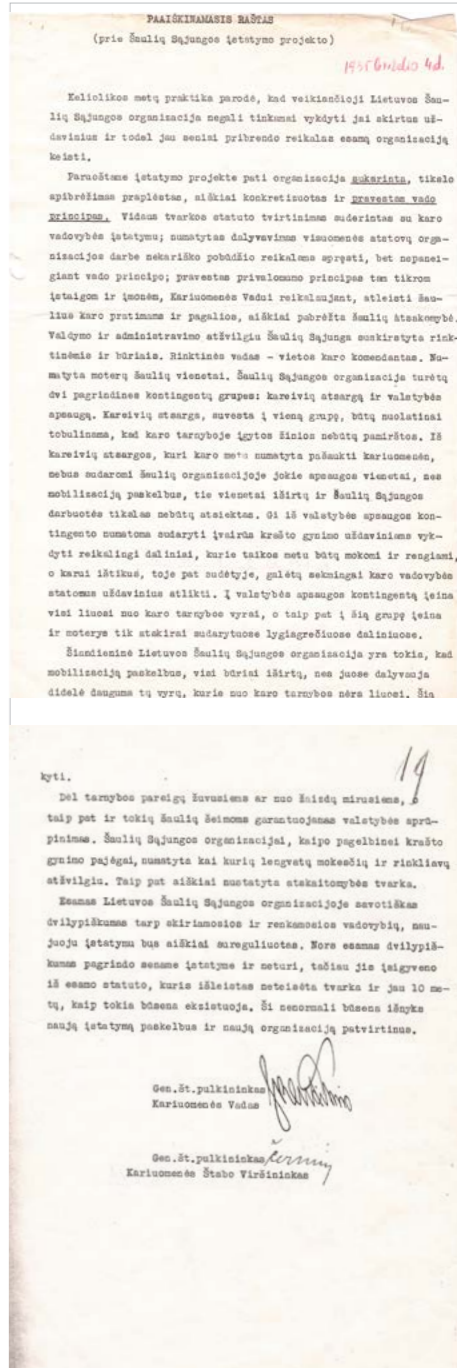 PAAIŠKINAMASIS RAŠTAS
(prie Šaulių Sąjungos įstatymo projekto)
1935 Gruodžio 4 d.
Keliolikos metų praktika parodė, kad veikiančioji Lietuvos Šau-
lių Sąjungos organizacija negali tinkamai vykdyti jai skirtus už-
davinius ir todėl jau seniai pribrendo reikalas esamą organizaciją
keisti.
Paruoštame įstatymo projekte pati organizacija sukarinta, tikslo
apibrėžimas praplėstas, aiškiai konkretizuotas ir pravestas vado
principas. Vidaus tvarkos statuto tvirtinimas suderintas su karo
vadovybės įstatymu; numatytas dalyvavimas visuomenės atstovų orga-
nizacijos darbe nekariško pobūdžio reikalams spręsti, bet nepanei-
giant vado principo; pravestas privalomumo principas tam tikrom
įstaigom ir įmonėm, Kariuomenės Vadui reikalaujant, atleisti šau-
lius karo pratimams ir pagalios, aiškiai pabrėžta šaulių atsakomybė.
Valdymo ir administravimo atžvilgiu Šaulių Sąjunga suskirstyta rink-
tinėmis ir būriais. Rinktinės vadas - vietos karo komendantas. Nu-
matyta moterų šaulių vienetai. Šaulių Sąjungos organizacija turėtų
dvi pagrindines kontingentų grupes: kareivių atsargą ir valstybės
apsaugą. Kareivių atsarga, suvesta į vieną grupę, būtų nuolatinai
tobulinama, kad karo tarnyboje įgytos žinios nebūtų pamirštos. Iš
kareivių atsargos, kuri karo metu numatyta pašaukti kariuomenėn,
nebus sudaromi šaulių organizacijoje jokie apsaugos vienetai, nes
mobilizaciją paskelbus, tie vienetai iširtų ir Šaulių Sąjungos
darbuotės tikslas nebūtų atsiektas. Gi iš valstybės apsaugos kon-
tingento numatoma sudaryti įvairūs krašto gynimo uždaviniams vyk-
dyti reikalingi daliniai, kurie taikos metu būtų mokomi ir rengiami,
o karui ištikus, toje pat sudėtyje, galėtų sekmingai karo vadovybės
statomus uždavinius atlikti. Į valstybės apsaugos kontingentą įeina
visi liuosi nuo karo tarnybos vyrai, o taip pat į šią grupę įeina
ir moterys tik atskirai sudarytuose lygiagrečiuose daliniuose.
Šiandieninė Lietuvos Šaulių Sąjungos organizacija yra tokia, kad
mobilizaciją paskelbus, visi būriai iširtų, nes juose dalyvauja
didelė dauguma tų vyrų, kurie nuo karo tarnybos nėra liuosi. Šia
19
kyti.
Dėl tarnybos pareigų žuvusiems ar nuo žaizdų mirusiems, o
taip pat ir tokių šaulių šeimoms garantuojamas valstybės aprū-
pinimas. Šaulių Sąjungos organizacijai, kaipo pagelbinei krašto
gynimo pajėgai, numatyta kai kurių lengvatų mokesčių ir rinkliavų
atžvilgiu. Taip pat aiškiai nustatyta atskaitomybės tvarka.
Esamas Lietuvos Šaulių Sąjungos organizacijoje savotiškas
dvilypiškumas tarp skiriamosios ir renkamosios vadovybių, nau-
juoju įstatymu bus aiškiai sureguliuotas. Nors esamas dvilypiš-
kumas pagrindo sename įstatyme ir neturi, tačiau jis įsigyveno
iš esamo statuto, kuris išleistas neteisėta tvarka ir jau 10 me-
tų, kaip tokia būsena ekzistuoja. Ši nenormali būsena išnyks
naują įstatymą paskelbus ir naują organizaciją patvirtinus.
Gen.št.pulkininkas
Kariuomenės Vadas
Gen.št.pulkininkas
Kariuomenės Štabo Viršininkas